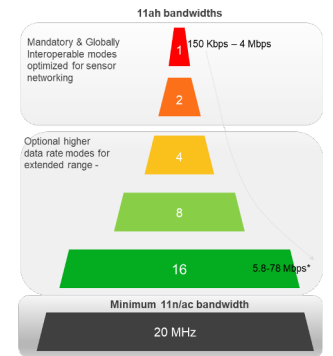 11ah bandwidths
Mandatory & Globally
Interoperable modes
optimized for sensor
networking
1
150 Kbps – 4 Mbps
2
Optional higher
data rate modes for
extended range -
4
8
16
5.8-78 Mbps*
Minimum 11n/ac bandwidth
20 MHz